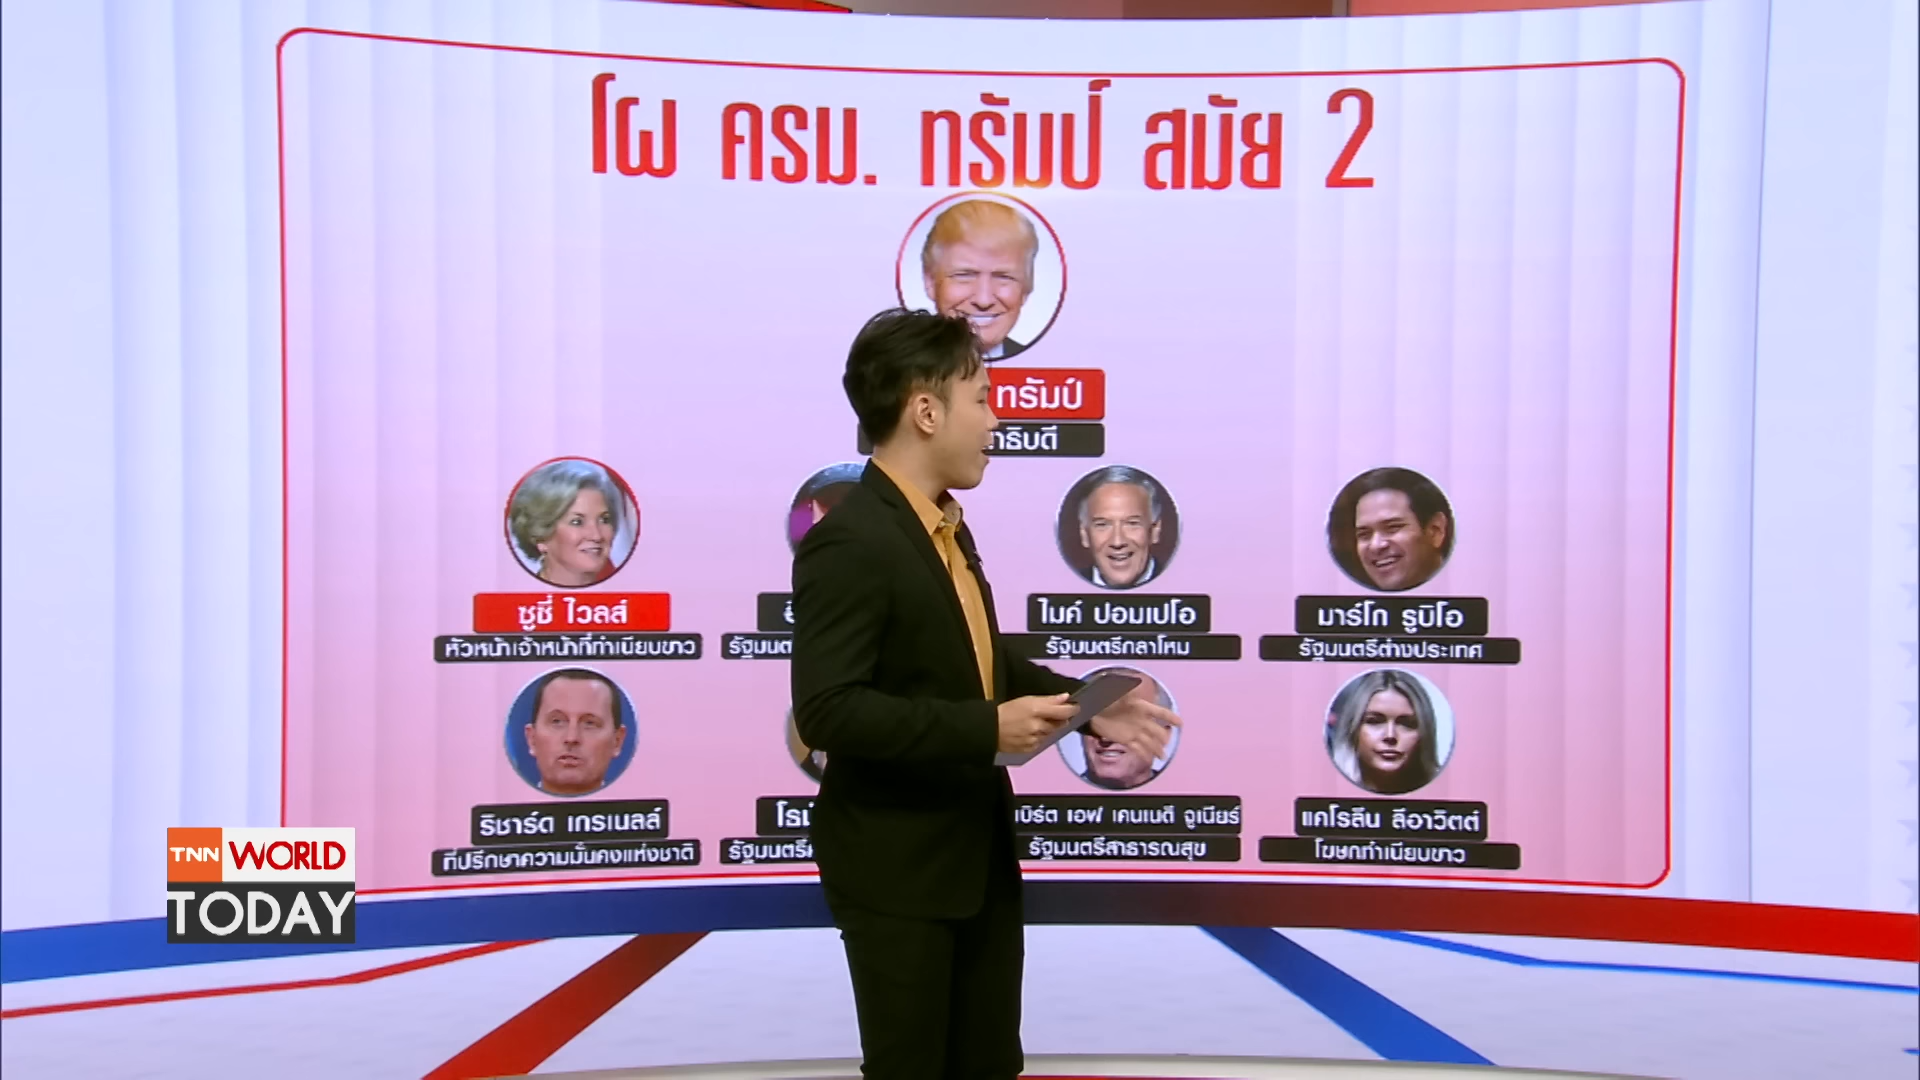 โผ ครม. ทรัมป์ สมัย 2
ทรัมป์
าธิบดี
ซูซี่ ไวลส์
ไมค์ ปอมเปโอ
มาร์โก รูบิโอ
หัวหน้าเจ้าหน้าที่ทำเนียบขาว
รัฐมนต
รัฐมนตรีกลาโหม
รัฐมนตรีต่างประเทศ
ริชาร์ด เกรเนลล์
โรเ
เบิร์ต เอฟ เคนเนดี จูเนียร์
แคโรลีน ลีอาวิตต์
ที่ปรึกษาความมั่นคงแห่งชาติ
รัฐมนตรี
รัฐมนตรีสาธารณสุข
โฆษกทำเนียบขาว
TNN WORLD
TODAY